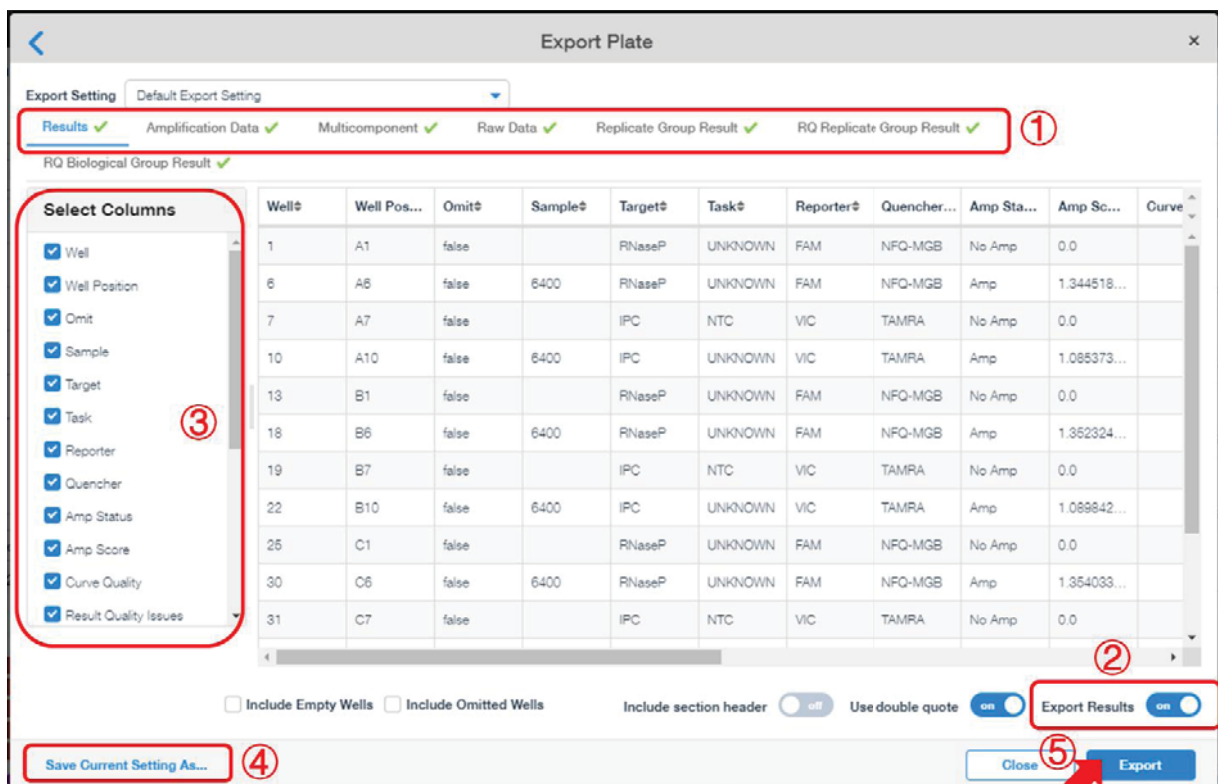 Export Plate ×
Export Setting Default Export Setting
Results Amplification Data Multicomponent Raw Data Replicate Group Result RQ Replicate Group Result ①
RQ Biological Group Result
Select Columns
Well
Well Position
Omit
Sample
Target
Task
③
Reporter
Quencher
Amp Status
Amp Score
Curve Quality
Result Quality Issues
Well Well Pos... Omit Sample Target Task Reporter Quencher... Amp Sta... Amp Sc... Curve
1 A1 false RNaseP UNKNOWN FAM NFQ-MGB No Amp 0.0
6 A6 false 6400 RNaseP UNKNOWN FAM NFQ-MGB Amp 1.344518...
7 A7 false IPC NTC VIC TAMRA No Amp 0.0
10 A10 false 6400 IPC UNKNOWN VIC TAMRA Amp 1.085373...
13 B1 false RNaseP UNKNOWN FAM NFQ-MGB No Amp 0.0
18 B6 false 6400 RNaseP UNKNOWN FAM NFQ-MGB Amp 1.352324...
19 B7 false IPC NTC VIC TAMRA No Amp 0.0
22 B10 false 6400 IPC UNKNOWN VIC TAMRA Amp 1.089842...
25 C1 false RNaseP UNKNOWN FAM NFQ-MGB No Amp 0.0
30 C6 false 6400 RNaseP UNKNOWN FAM NFQ-MGB Amp 1.354033...
31 C7 false IPC NTC VIC TAMRA No Amp 0.0
②
Include Empty Wells Include Omitted Wells Include section header off Use double quote on Export Results on
Save Current Setting As... ④ Close ⑤ Export